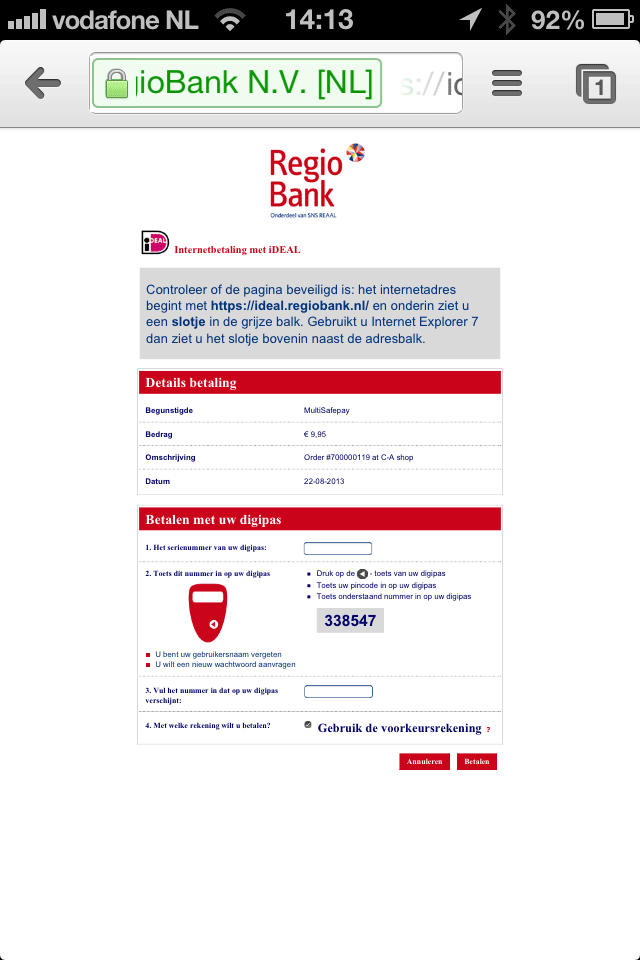 vodafone NL 14:13 92%
gioBank N.V. [NL] s://ic 1
Regio
Bank
Onderdeel van SNS REAAL
iDEAL Internetbetaling met iDEAL
Controleer of de pagina beveiligd is: het internetadres
begint met https://ideal.regiobank.nl/ en onderin ziet u
een slotje in de grijze balk. Gebruikt u Internet Explorer 7
dan ziet u het slotje bovenin naast de adresbalk.
Details betaling
Begunstigde MultiSafepay
Bedrag € 9,95
Omschrijving Order #700000119 at C-A shop
Datum 22-08-2013
Betalen met uw digipas
1. Het serienummer van uw digipas:
2. Toets dit nummer in op uw digipas
Druk op de - toets van uw digipas
Toets uw pincode in op uw digipas
Toets onderstaand nummer in op uw digipas
338547
U bent uw gebruikersnaam vergeten
U wilt een nieuw wachtwoord aanvragen
3. Vul het nummer in dat op uw digipas
verschijnt:
4. Met welke rekening wilt u betalen? Gebruik de voorkeursrekening ?
Annuleren Betalen